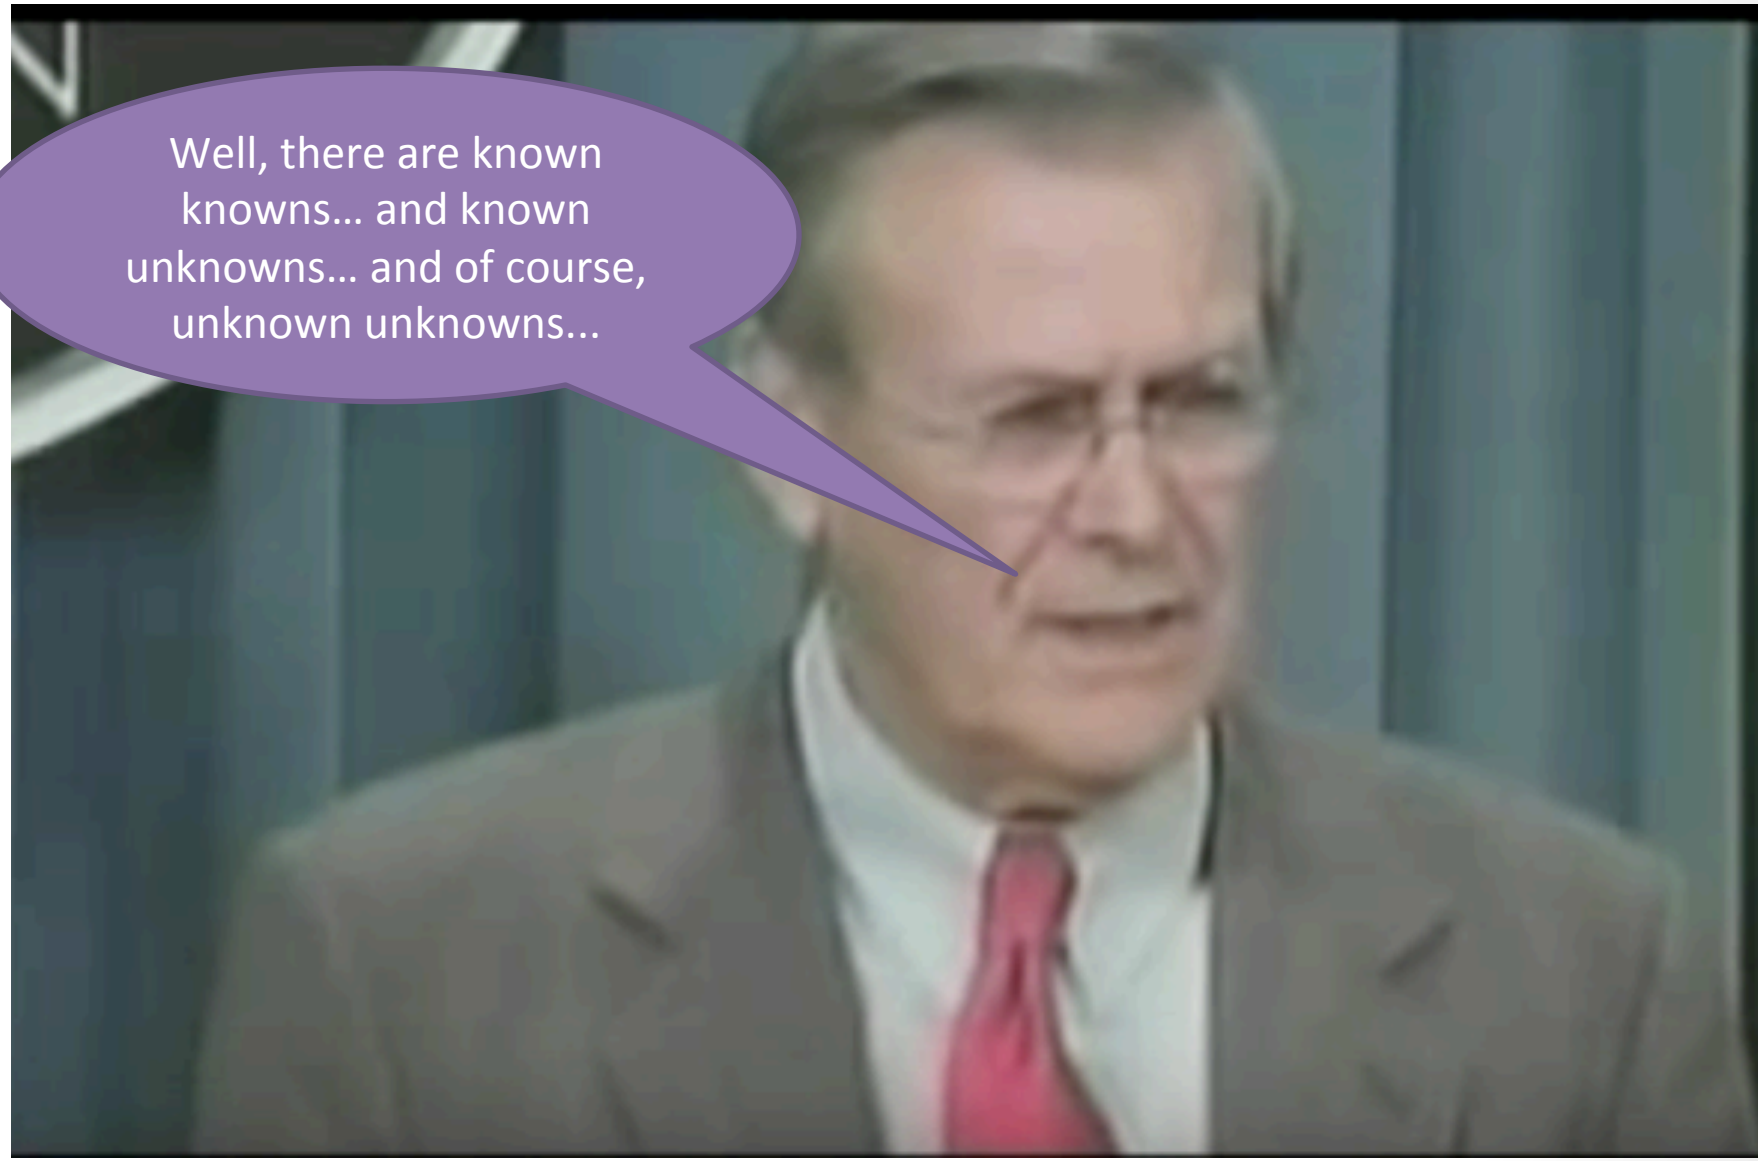 Well, there are known
knowns... and known
unknowns... and of course,
unknown unknowns...